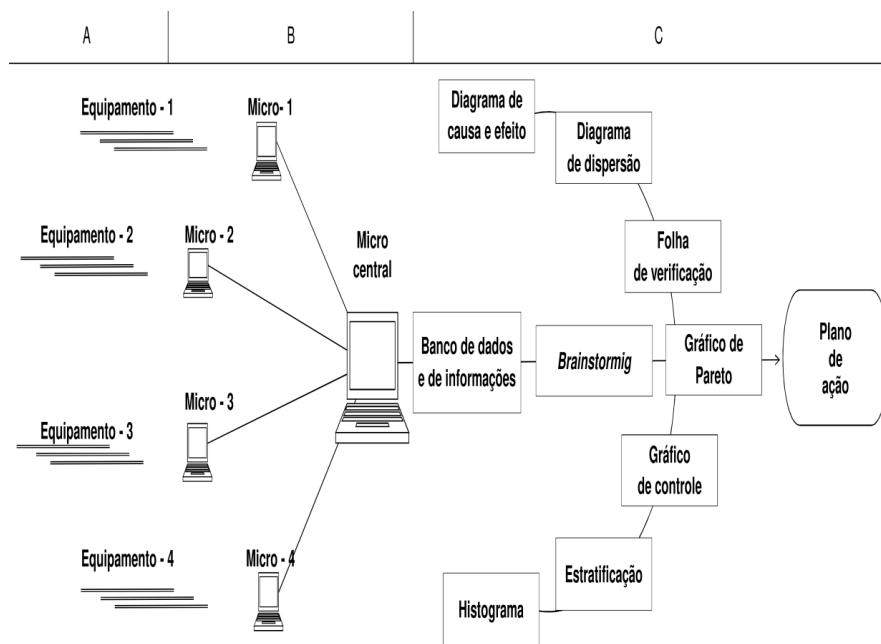 A
B
C
Equipamento - 1
Micro- 1
Diagrama de
causa e efeito
Diagrama
de dispersão
Equipamento - 2
Micro - 2
Micro
central
Folha
de verificação
Banco de dados
e de informações
Brainstormig
Gráfico de
Pareto
Plano
de
ação
Equipamento - 3
Micro - 3
Gráfico
de controle
Equipamento - 4
Micro - 4
Estratificação
Histograma